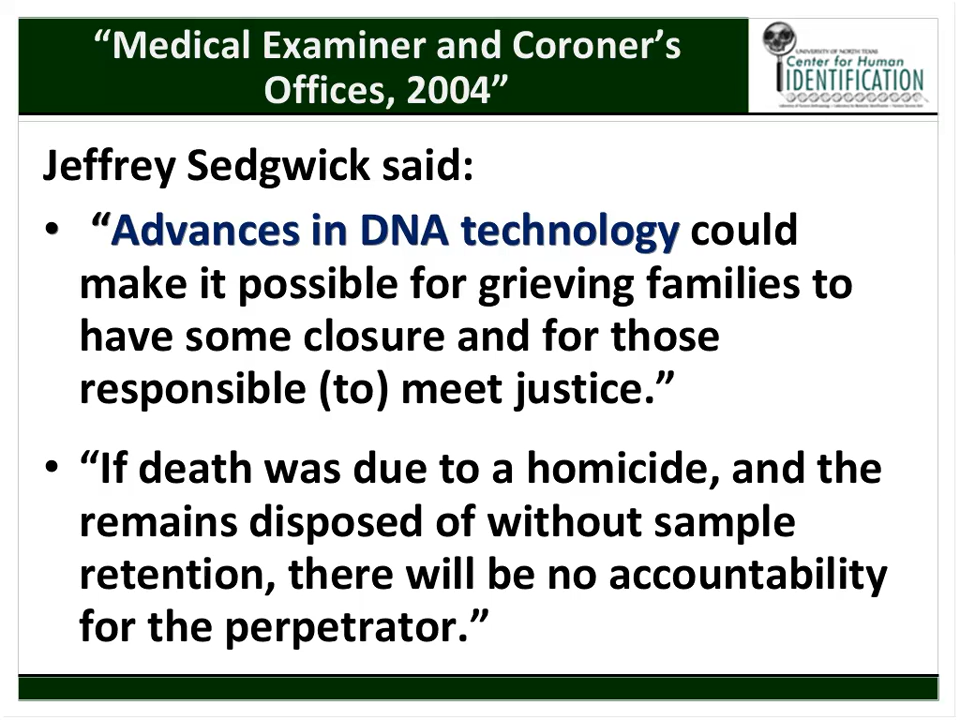 “Medical Examiner and Coroner’s
Offices, 2004”
UNIVERSITY OF NORTH TEXAS
Center for Human
IDENTIFICATION
Jeffrey Sedgwick said:
• “Advances in DNA technology could
make it possible for grieving families to
have some closure and for those
responsible (to) meet justice.”
• “If death was due to a homicide, and the
remains disposed of without sample
retention, there will be no accountability
for the perpetrator.”